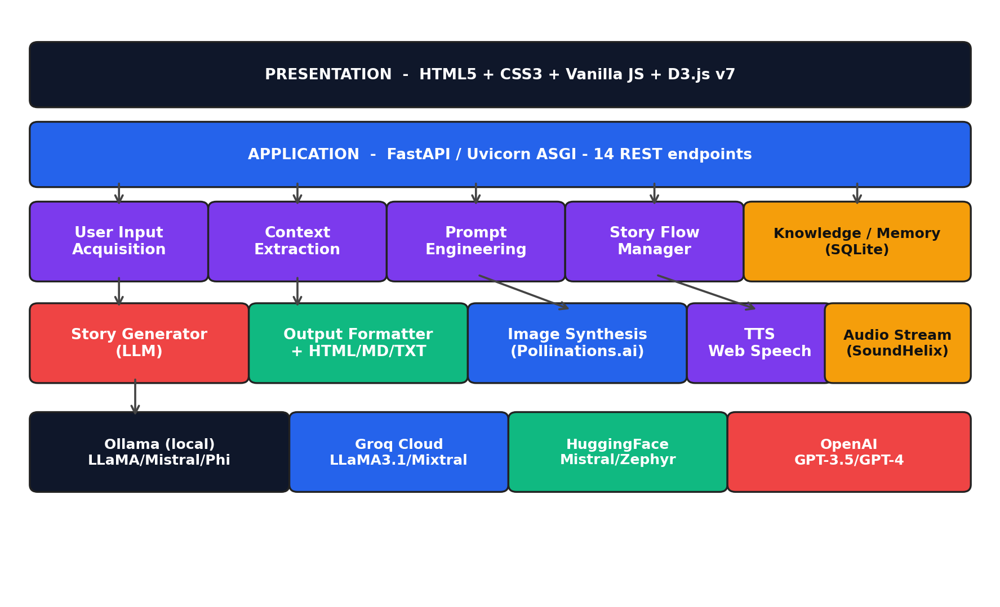 PRESENTATION - HTML5 + CSS3 + Vanilla JS + D3.js v7
APPLICATION - FastAPI / Uvicorn ASGI - 14 REST endpoints
User Input
Acquisition
Context
Extraction
Prompt
Engineering
Story Flow
Manager
Knowledge / Memory
(SQLite)
Story Generator
(LLM)
Output Formatter
+ HTML/MD/TXT
Image Synthesis
(Pollinations.ai)
TTS
Web Speech
Audio Stream
(SoundHelix)
Ollama (local)
LLaMA/Mistral/Phi
Groq Cloud
LLaMA3.1/Mixtral
HuggingFace
Mistral/Zephyr
OpenAI
GPT-3.5/GPT-4